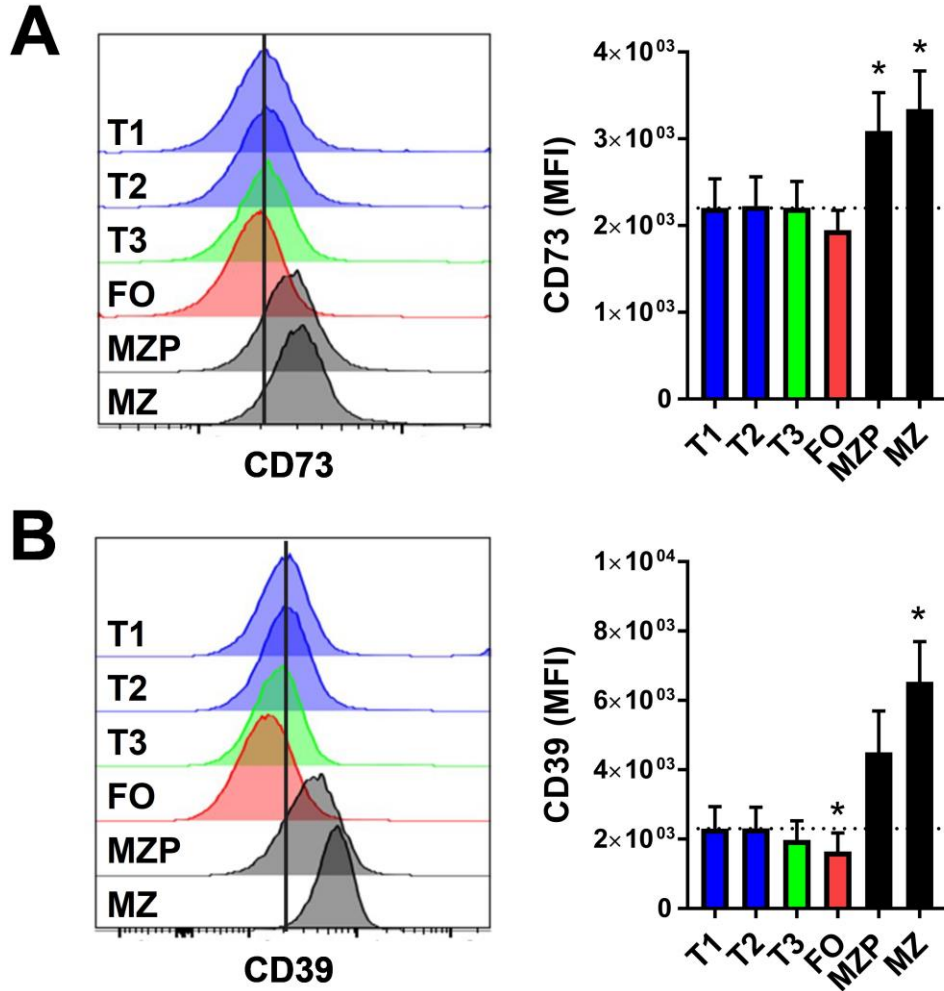 A
T1
T2
T3
FO
MZP
MZ
CD73
CD73 (MFI)
4×10⁰³
3×10⁰³
2×10⁰³
1×10⁰³
0
* *
T1 T2 T3 FO MZP MZ
B
T1
T2
T3
FO
MZP
MZ
CD39
CD39 (MFI)
1×10⁰⁴
8×10⁰³
6×10⁰³
4×10⁰³
2×10⁰³
0
* *
T1 T2 T3 FO MZP MZ